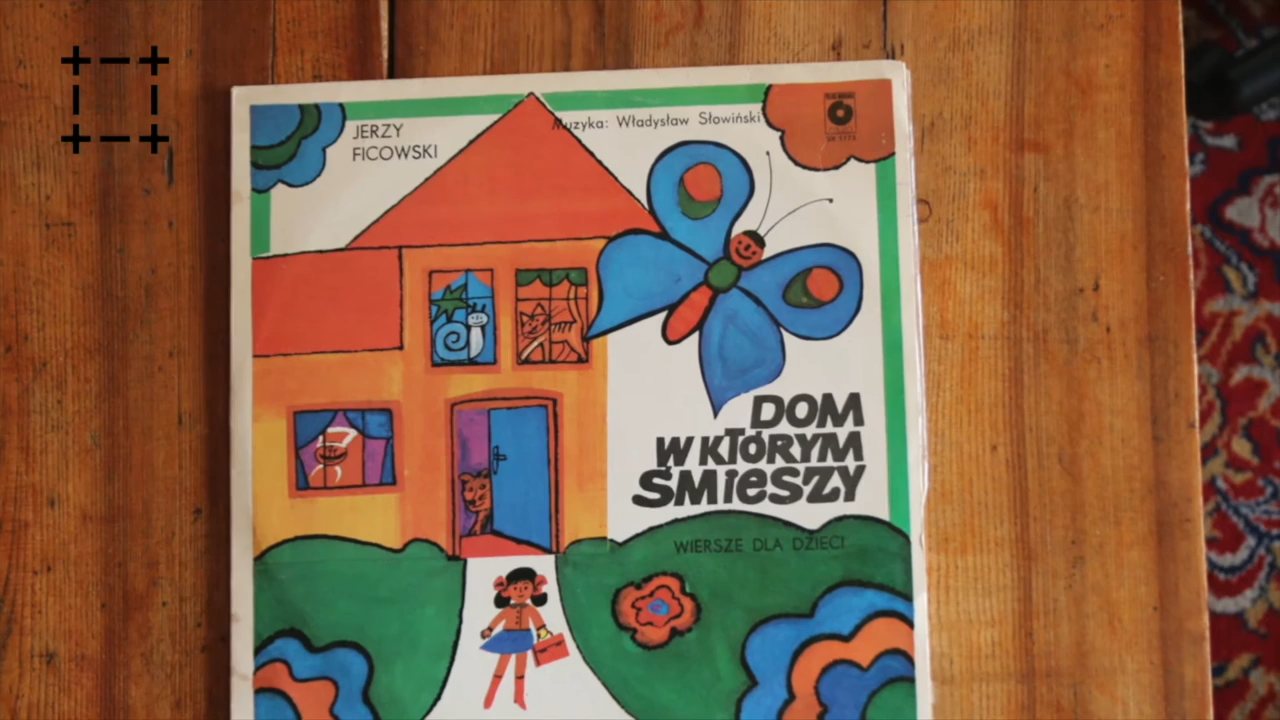 JERZY
FICOWSKI
Muzyka: Władysław Słowiński
DOM
W KTÓRYM
ŚMIESZY
WIERSZE DLA DZIECI